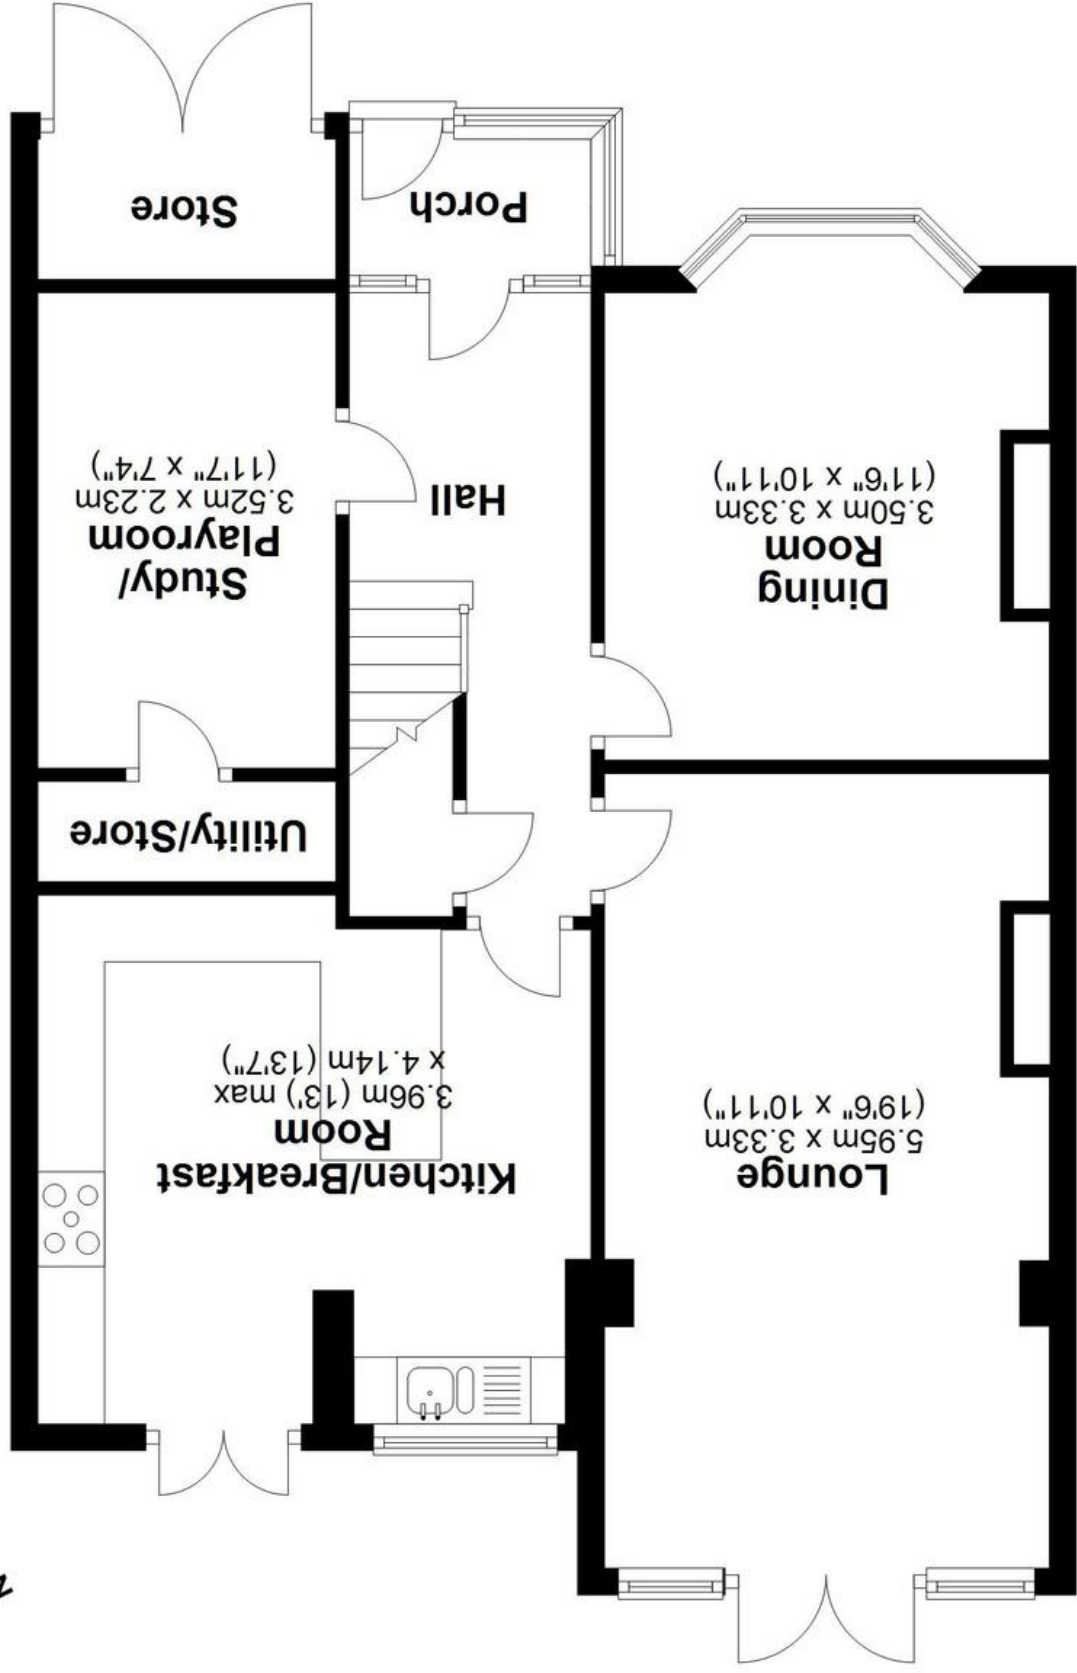 Lounge
5.95m x 3.33m
(19'6" x 10'11")
Kitchen/Breakfast
Room
3.96m (13') max
x 4.14m (13'7")
Utility/Store
Dining
Room
3.50m x 3.33m
(11'6" x 10'11")
Hall
Study/
Playroom
3.52m x 2.23m
(11'7" x 7'4")
Porch
Store